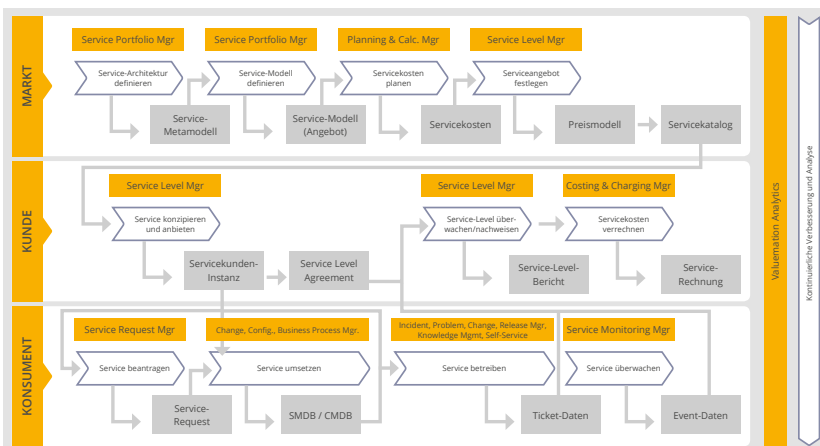 MARKT
Service Portfolio Mgr
Service Portfolio Mgr
Planning & Calc. Mgr
Service Level Mgr
Service-Architektur
definieren
Service-Modell
definieren
Servicekosten
planen
Serviceangebot
festlegen
Service-
Metamodell
Service-Modell
(Angebot)
Servicekosten
Preismodell
Servicekatalog
KUNDE
Service Level Mgr
Service Level Mgr
Costing & Charging Mgr
Service konzipieren
und anbieten
Service-Level über-
wachen/nachweisen
Servicekosten
verrechnen
Servicekunden-
Instanz
Service Level
Agreement
Service-Level-
Bericht
Service-
Rechnung
KONSUMENT
Service Request Mgr
Change, Config., Business Process Mgr.
Incident, Problem, Change, Release Mgr,
Knowledge Mgmt, Self-Service
Service Monitoring Mgr
Service beantragen
Service umsetzen
Service betreiben
Service überwachen
Service-
Request
SMDB / CMDB
Ticket-Daten
Event-Daten
Valuemation Analytics
Kontinuierliche Verbesserung und Analyse